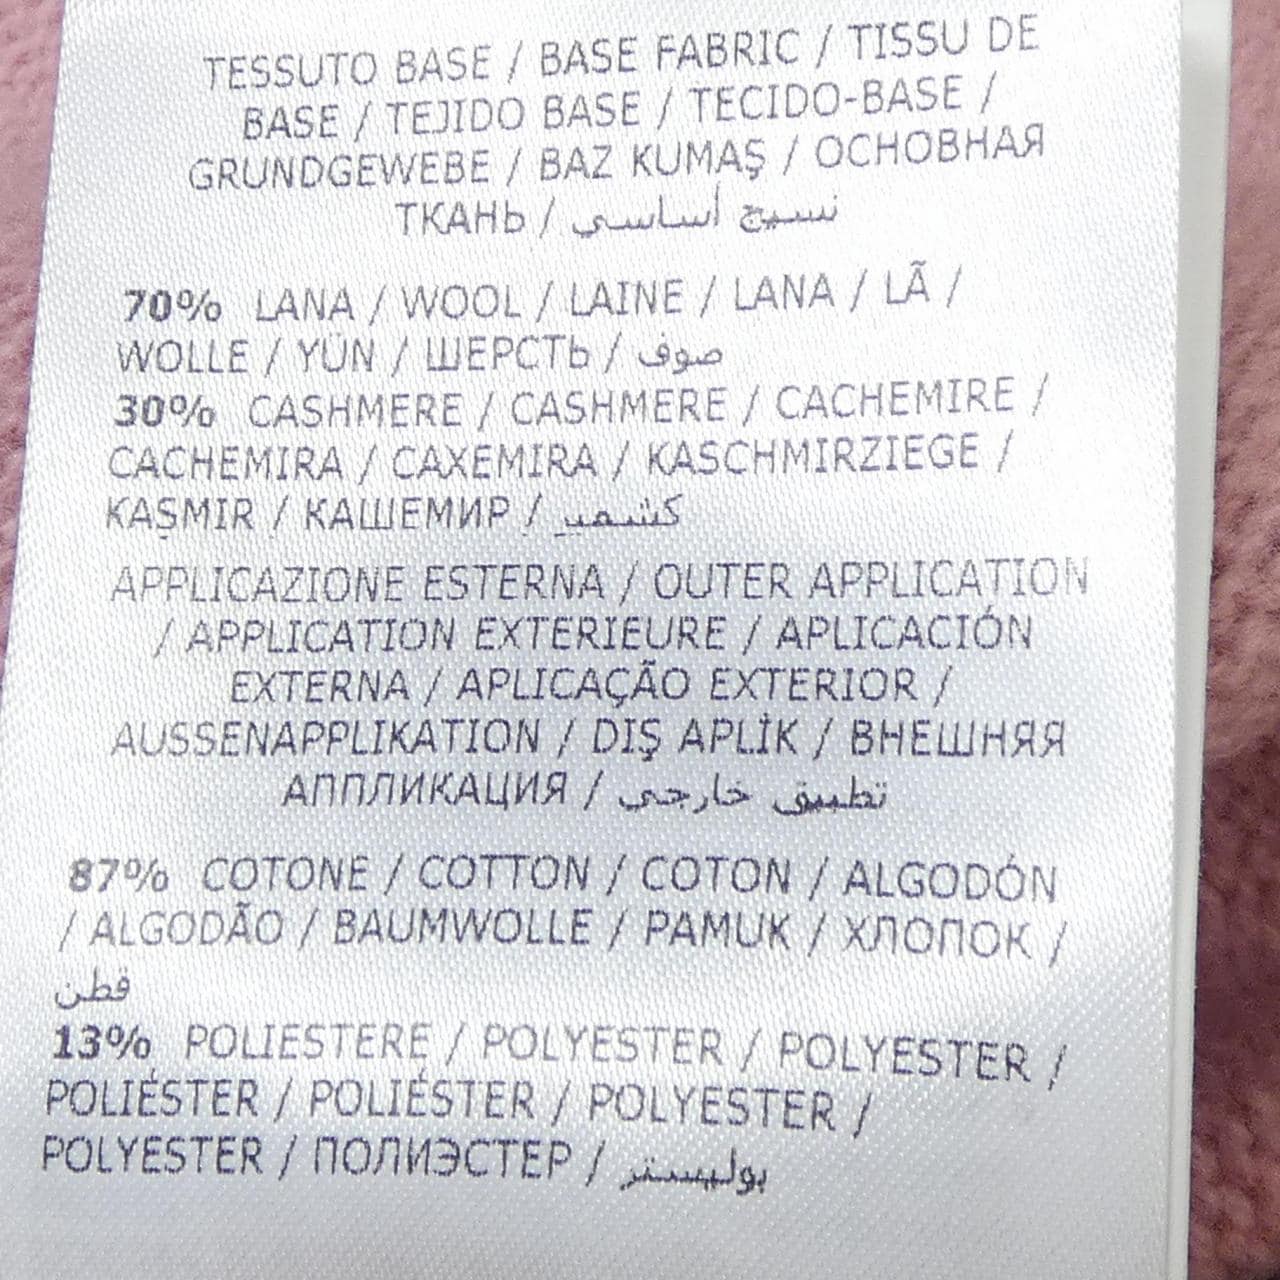 TESSUTO BASE / BASE FABRIC / TISSU DE
BASE / TEJIDO BASE / TECIDO-BASE /
GRUNDGEWEBE / BAZ KUMAŞ / ОСНОВНАЯ
ТКАНЬ / نسيج أساسي
70% LANA / WOOL / LAINE / LANA / LÃ /
WOLLE / YÜN / ШЕРСТЬ / صوف
30% CASHMERE / CASHMERE / CACHEMIRE /
CACHEMIRA / CAXEMIRA / KASCHMIRZIEGE /
KAŞMIR / КАШЕМИР / كشمير
APPLICAZIONE ESTERNA / OUTER APPLICATION
/ APPLICATION EXTERIEURE / APLICACIÓN
EXTERNA / APLICAÇÃO EXTERIOR /
AUSSENAPPLIKATION / DIŞ APLİK / ВНЕШНЯЯ
АППЛИКАЦИЯ / تطبيق خارجي
87% COTONE / COTTON / COTON / ALGODÓN
/ ALGODÃO / BAUMWOLLE / PAMUK / ХЛОПОК /
قطن
13% POLIESTERE / POLYESTER / POLYESTER /
POLIÉSTER / POLIÉSTER / POLYESTER /
POLYESTER / ПОЛИЭСТЕР / بوليستر